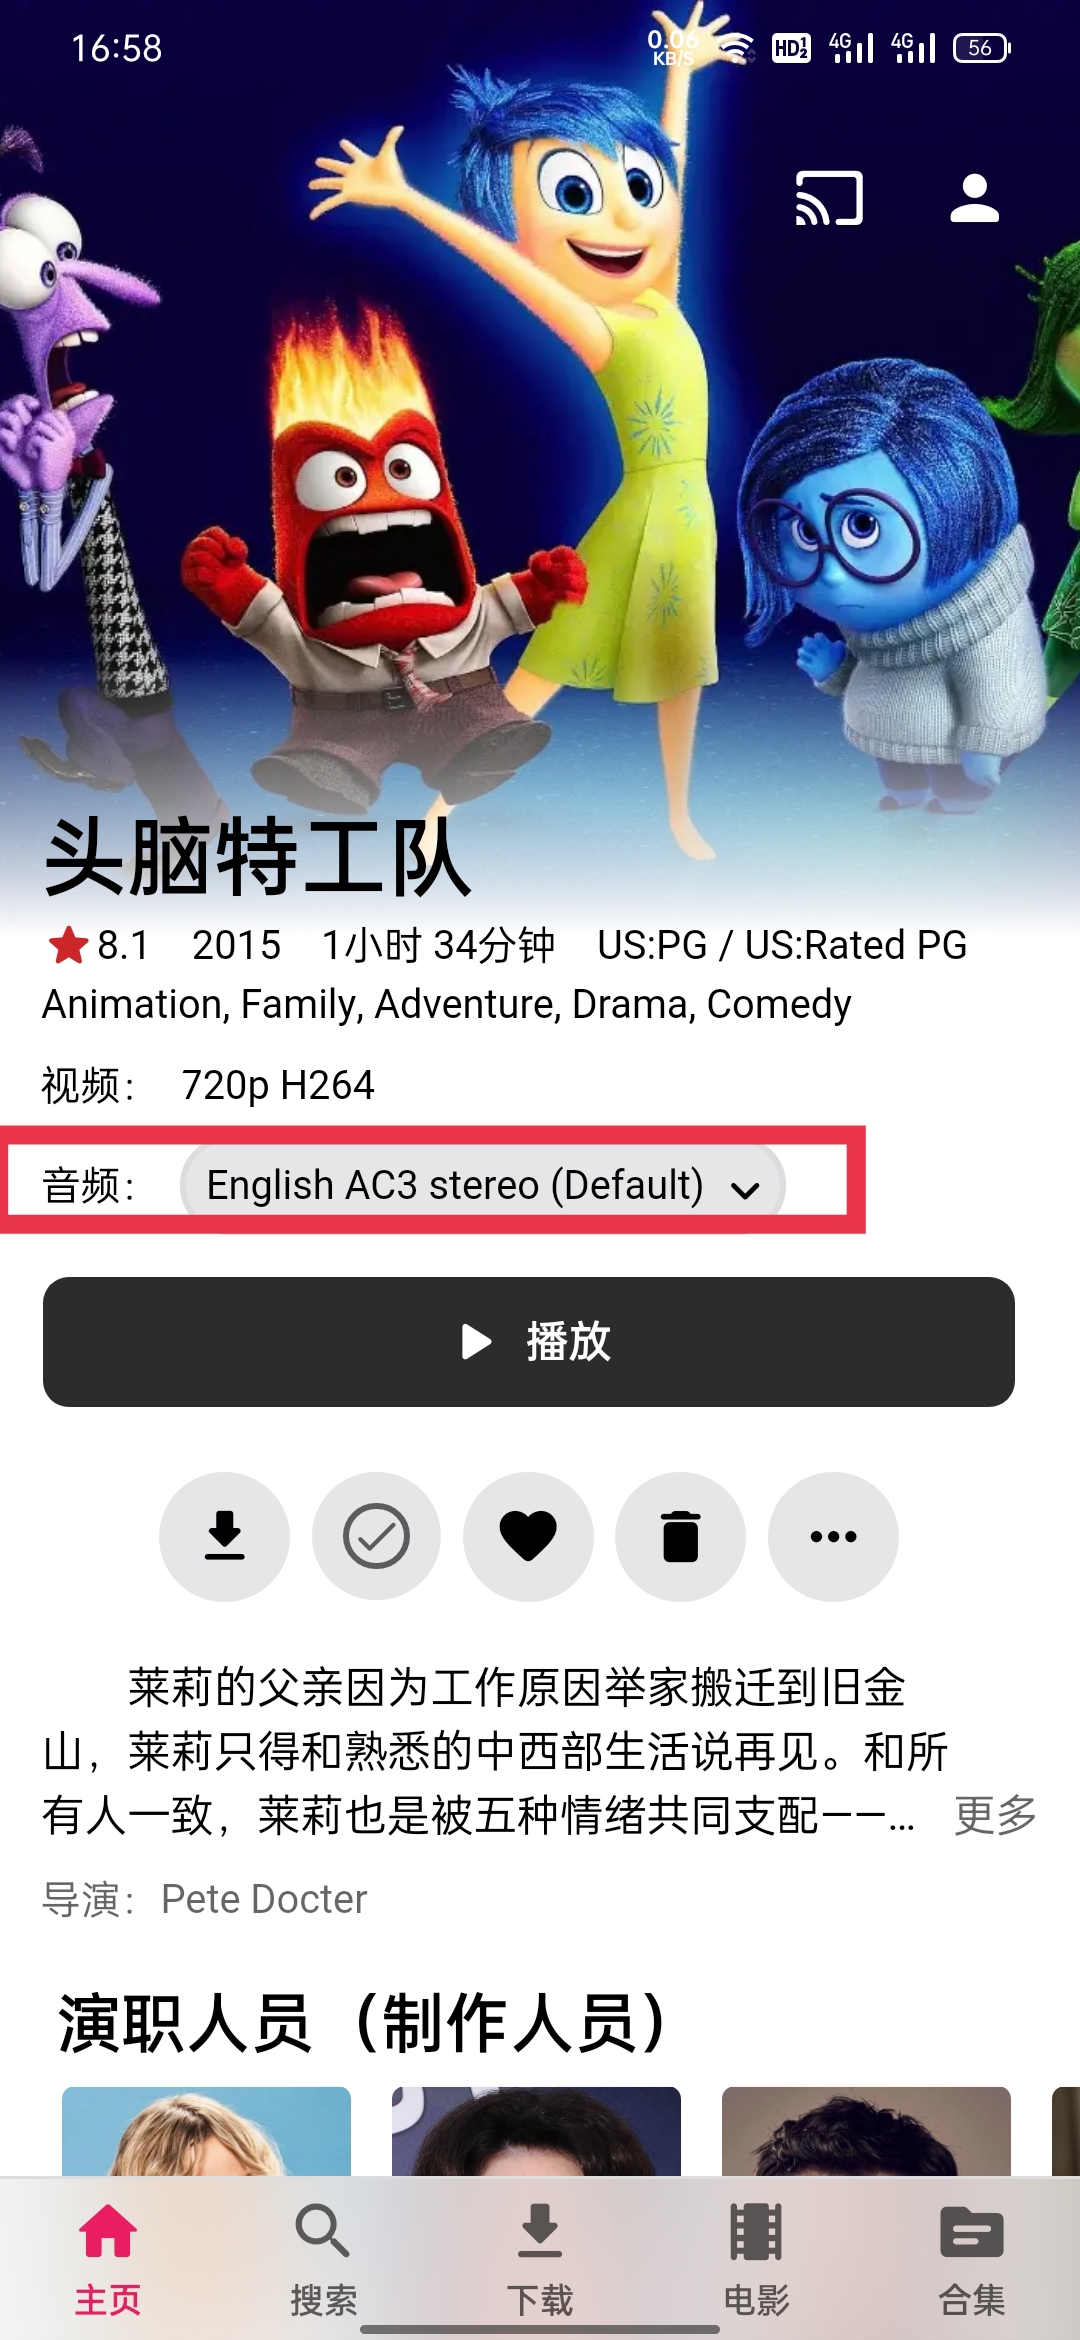 16:58
0.06
KB/S
HD 1 2
4G
4G
56
头脑特工队
8.1 2015 1小时 34分钟 US:PG / US:Rated PG
Animation, Family, Adventure, Drama, Comedy
视频： 720p H264
音频： English AC3 stereo (Default)
播放
莱莉的父亲因为工作原因举家搬迁到旧金
山，莱莉只得和熟悉的中西部生活说再见。和所
有人一致，莱莉也是被五种情绪共同支配——... 更多
导演： Pete Docter
演职人员（制作人员）
主页 搜索 下载 电影 合集